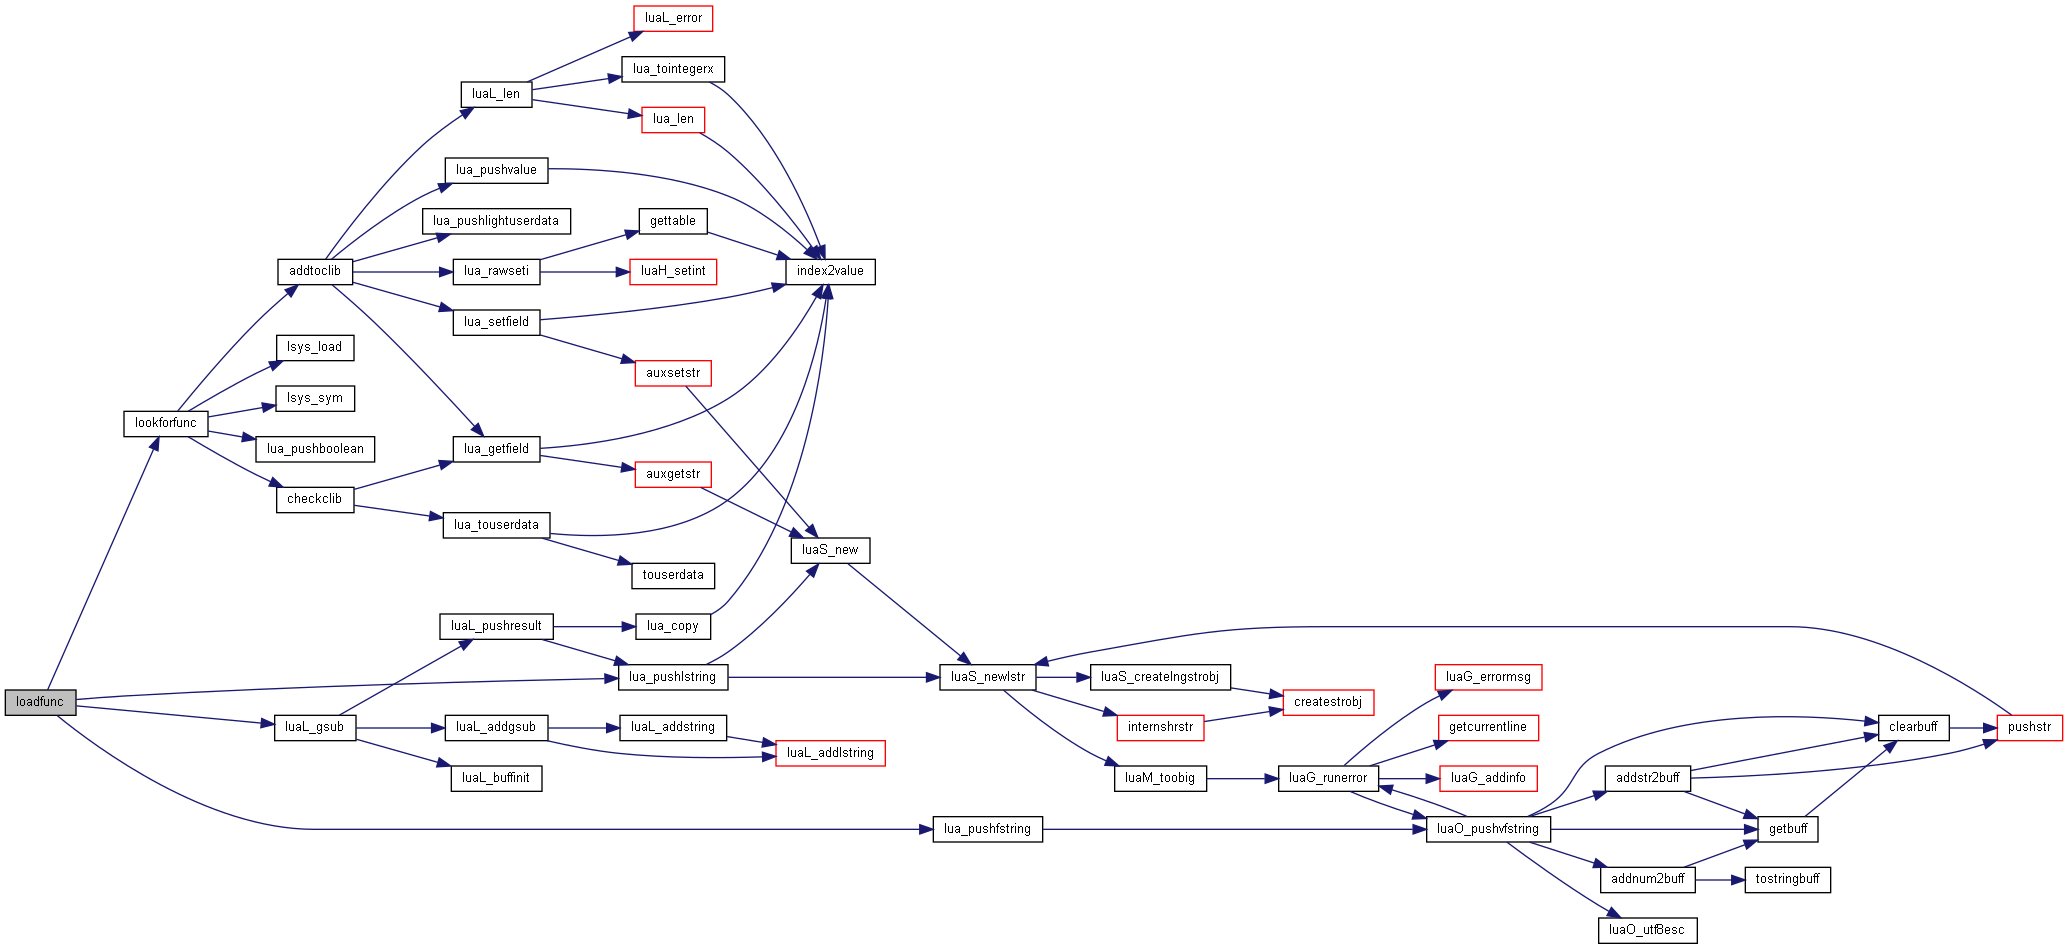 luaL_error
lua_tointegerx
luaL_len
lua_len
lua_pushvalue
lua_pushlightuserdata
gettable
addtoclib
lua_rawseti
luaH_setint
index2value
lua_setfield
lsys_load
auxsetstr
lsys_sym
lookforfunc
lua_pushboolean
lua_getfield
auxgetstr
checkclib
lua_touserdata
luaS_new
touserdata
luaL_pushresult
lua_copy
lua_pushlstring
luaS_newlstr
luaS_createlngstrobj
luaG_errormsg
loadfunc
createstrobj
luaL_gsub
luaL_addgsub
luaL_addstring
internshrstr
getcurrentline
clearbuff
pushstr
luaL_addlstring
luaL_buffinit
luaM_toobig
luaG_runerror
luaG_addinfo
addstr2buff
lua_pushfstring
luaO_pushvfstring
getbuff
addnum2buff
tostringbuff
luaO_utf8esc